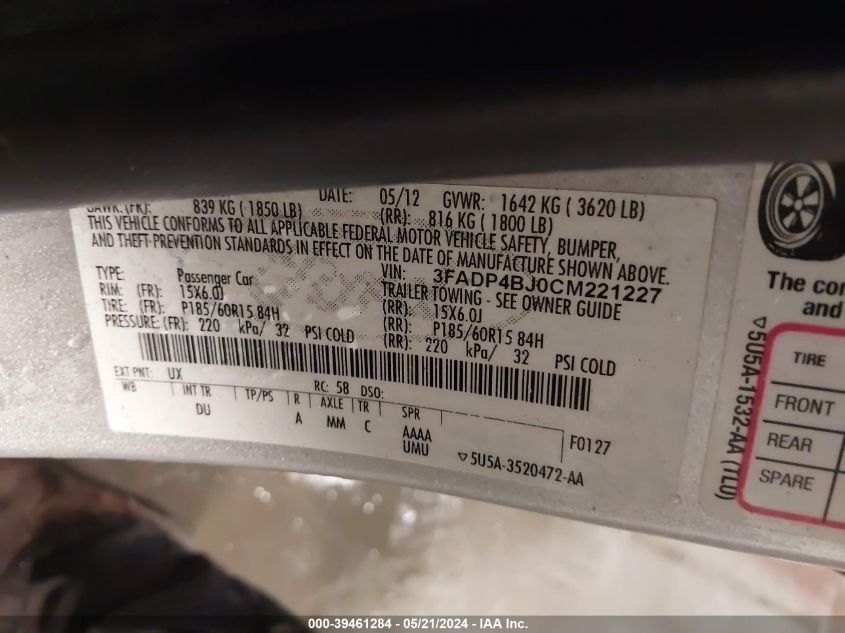 DATE: 05/12 GVWR: 1642 KG ( 3620 LB)
GAWR:(FR): 839 KG ( 1850 LB) (RR): 816 KG ( 1800 LB)
THIS VEHICLE CONFORMS TO ALL APPLICABLE FEDERAL MOTOR VEHICLE SAFETY, BUMPER,
AND THEFT PREVENTION STANDARDS IN EFFECT ON THE DATE OF MANUFACTURE SHOWN ABOVE.
VIN: 3FADP4BJ0CM221227
TYPE: Passenger Car TRAILER TOWING - SEE OWNER GUIDE
RIM: (FR): 15X6.0J (RR): 15X6.0J
TIRE: (FR): P185/60R15 84H (RR): P185/60R15 84H
PRESSURE: (FR): 220 kPa/ 32 PSI COLD (RR): 220 kPa/ 32 PSI COLD
EXT PNT: UX RC: 58 DSO:
WB INT TR TP/PS R AXLE TR SPR
DU A MM C AAAA
UMU
F0127
▽5U5A-3520472-AA
The
and
TIRE
FRONT
REAR
SPARE
▽5U5A-1532-AA (TL0)
000-39461284 - 05/21/2024 - IAA Inc.